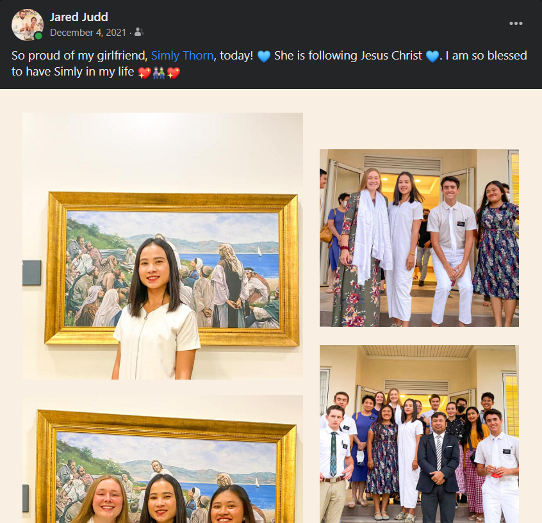 Jared Judd
December 4, 2021 ·
So proud of my girlfriend, Simly Thorn, today! 💙 She is following Jesus Christ 💙. I am so blessed
to have Simly in my life 💖👫💖